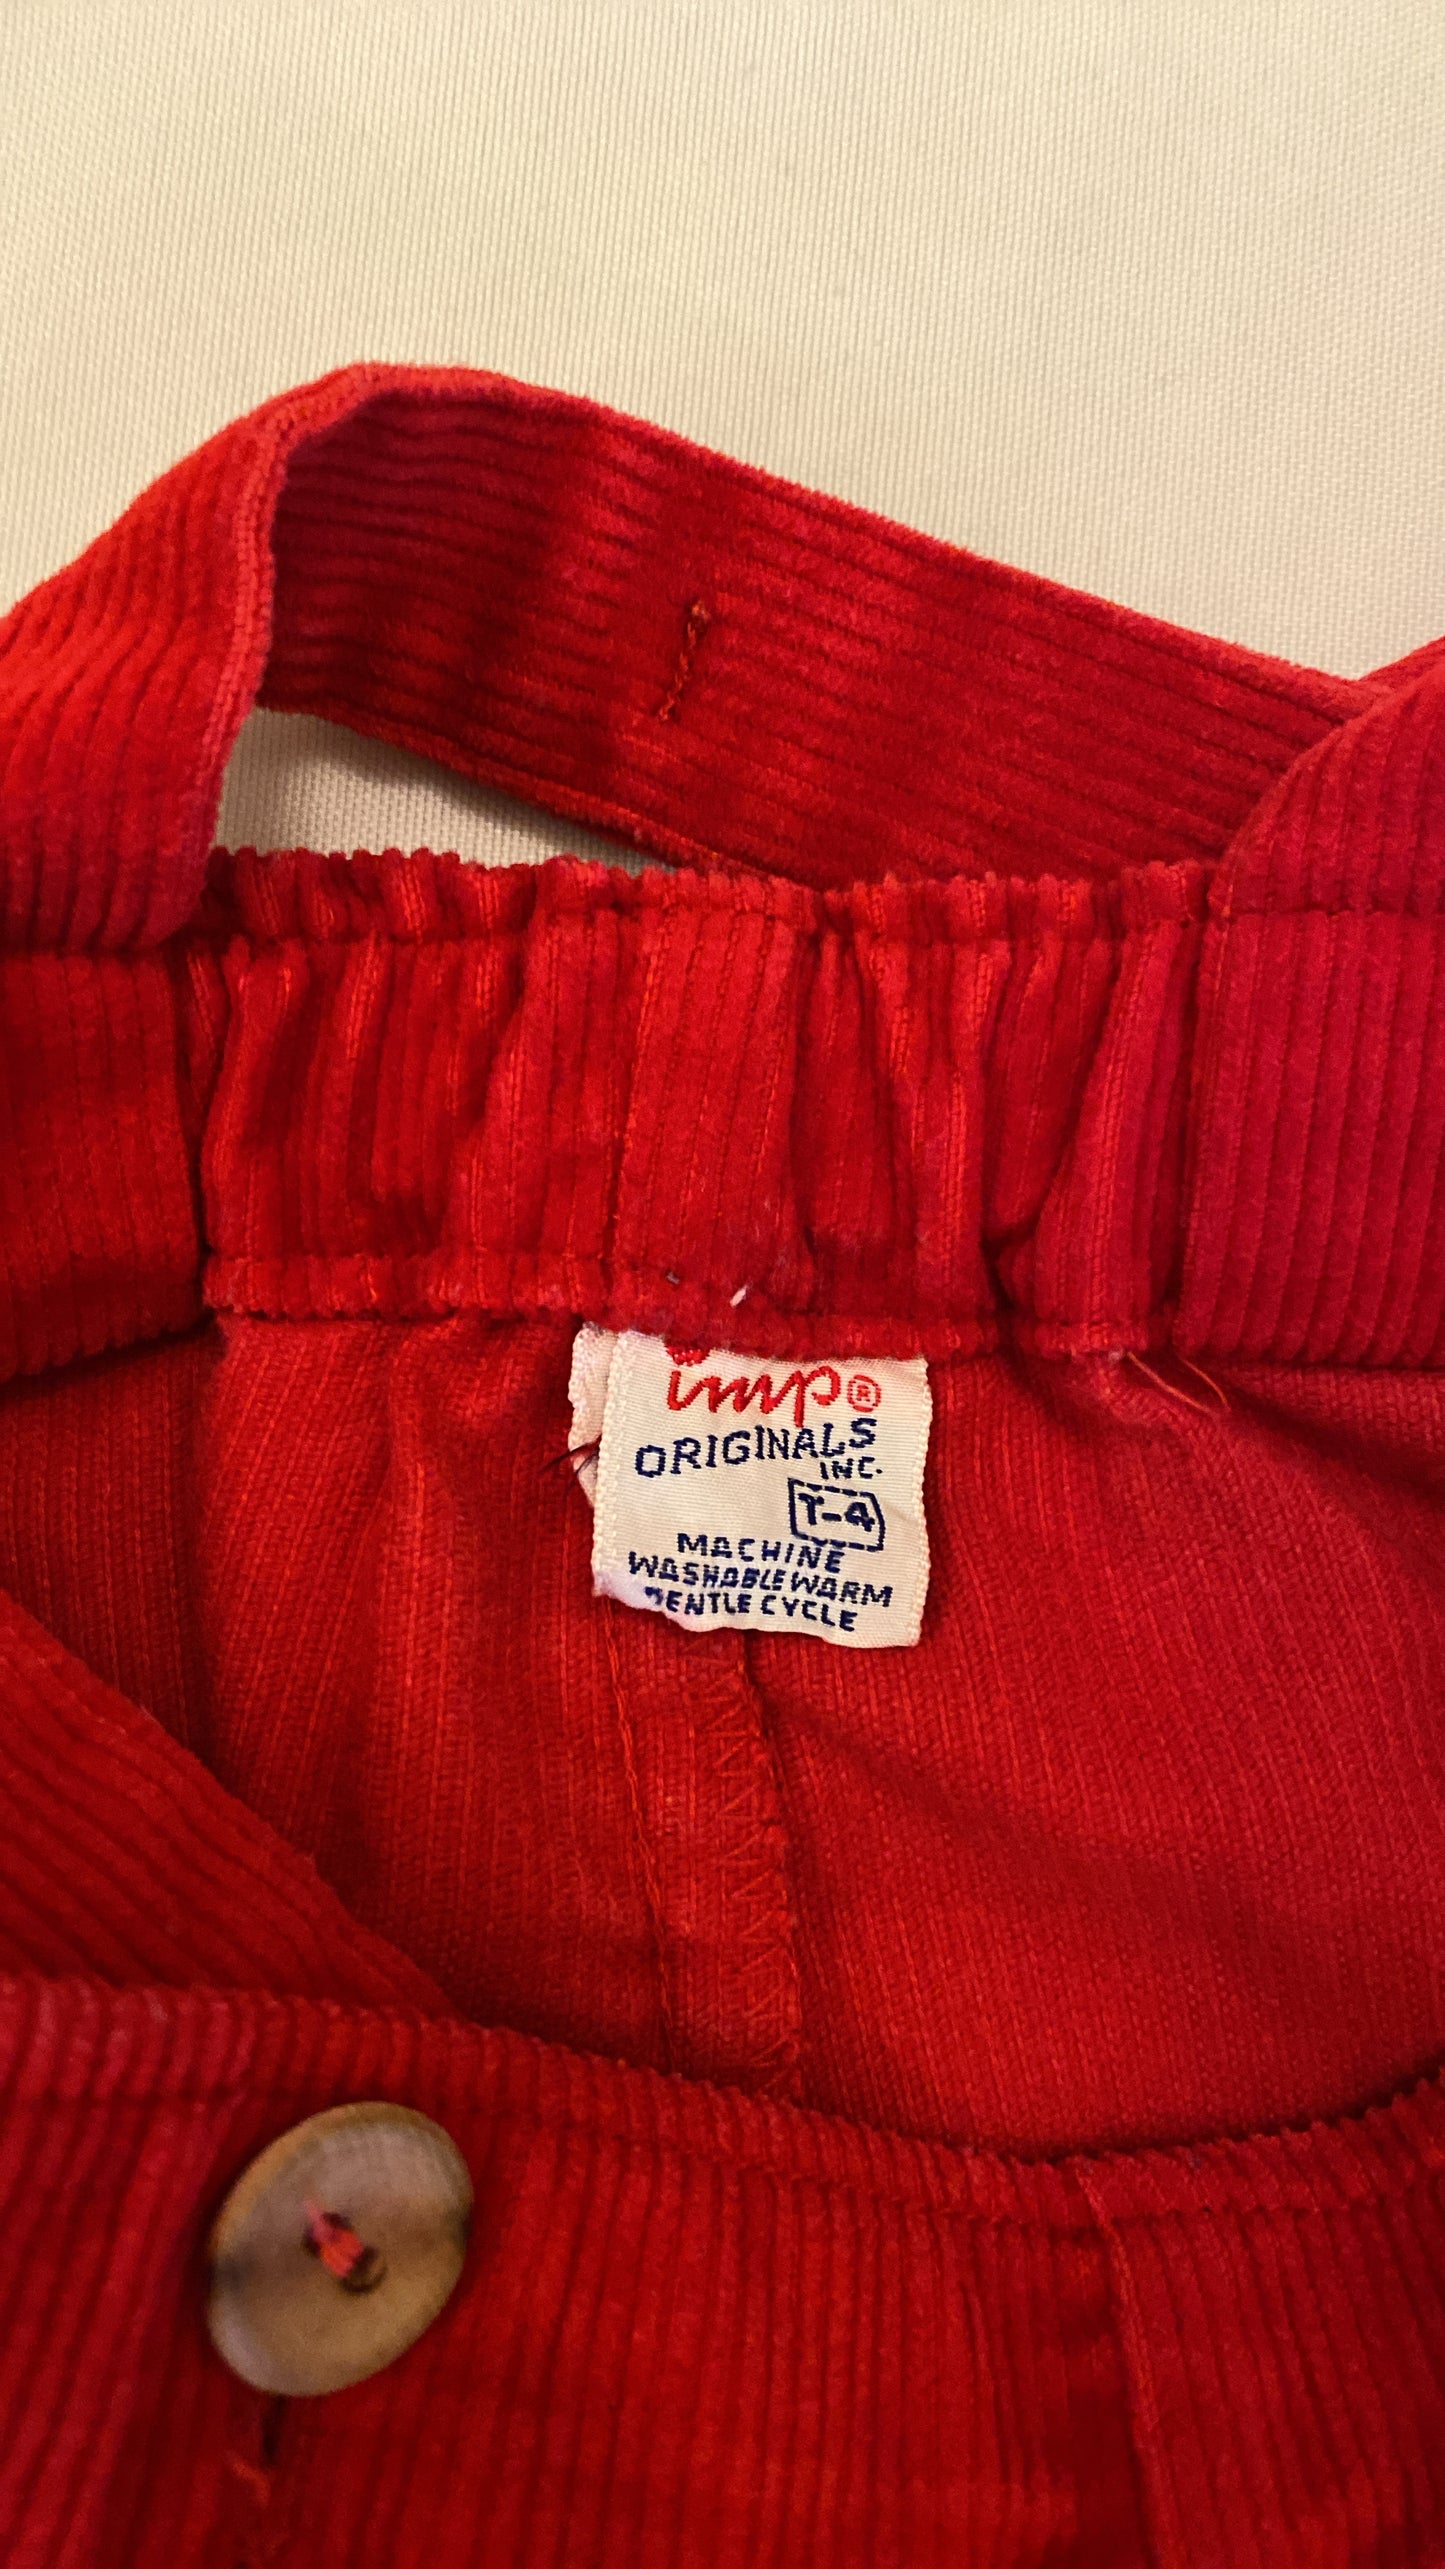 imp®
ORIGINALS
INC.
T-4
MACHINE
WASHABLE WARM
GENTLE CYCLE